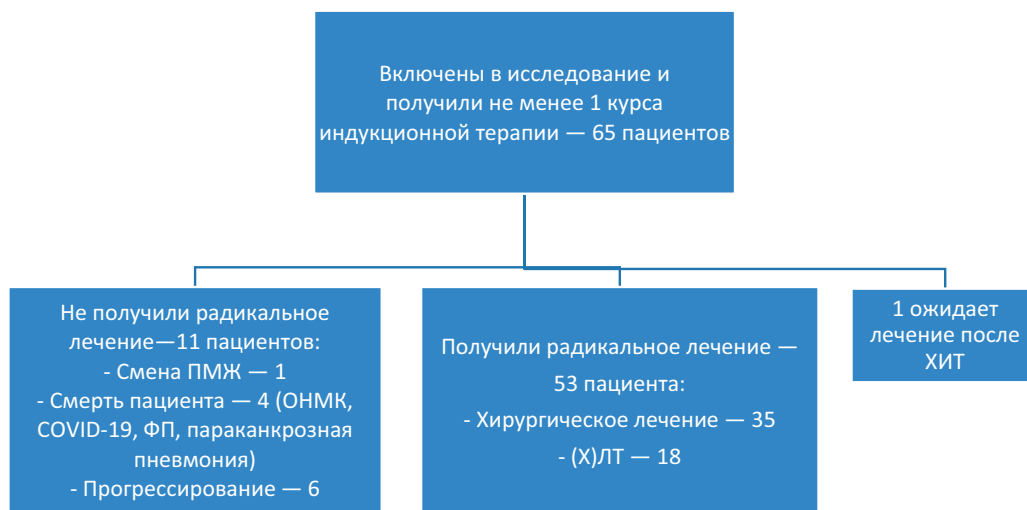 Включены в исследование и
получили не менее 1 курса
индукционной терапии — 65 пациентов
Не получили радикальное
лечение—11 пациентов:
- Смена ПМЖ — 1
- Смерть пациента — 4 (ОНМК,
COVID-19, ФП, параканкрозная
пневмония)
- Прогрессирование — 6
Получили радикальное лечение —
53 пациента:
- Хирургическое лечение — 35
- (Х)ЛТ — 18
1 ожидает
лечение после
ХИТ